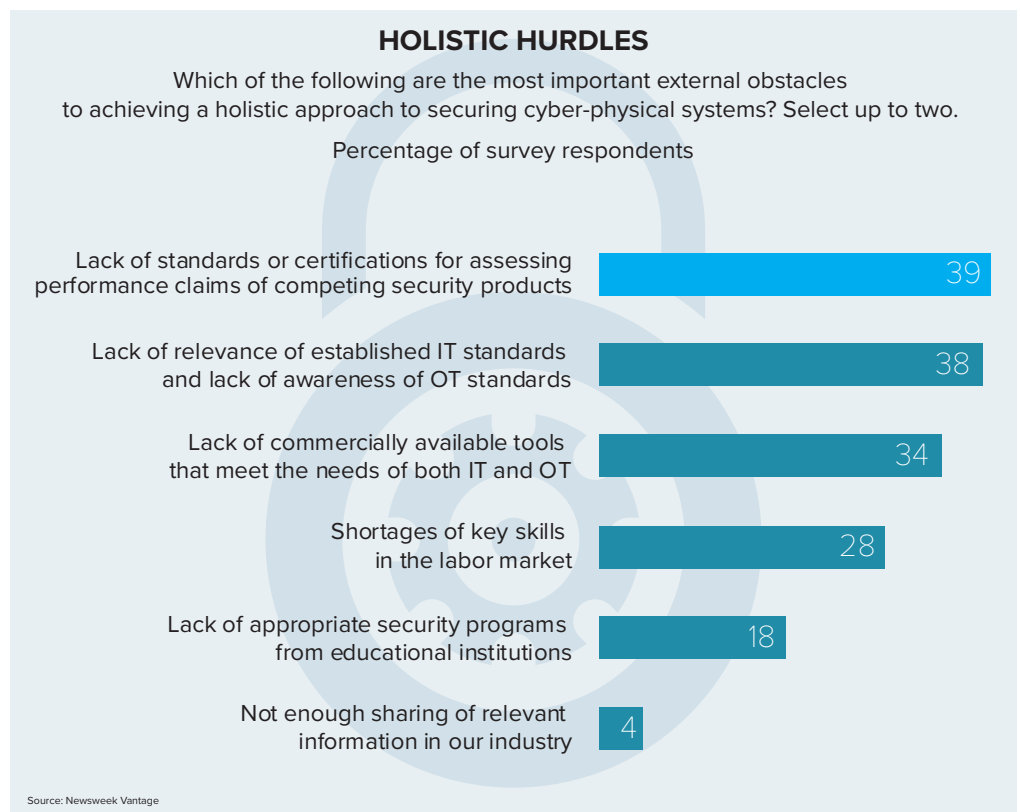 HOLISTIC HURDLES
Which of the following are the most important external obstacles
to achieving a holistic approach to securing cyber-physical systems? Select up to two.
Percentage of survey respondents
Lack of standards or certifications for assessing
performance claims of competing security products
39
Lack of relevance of established IT standards
and lack of awareness of OT standards
38
Lack of commercially available tools
that meet the needs of both IT and OT
34
Shortages of key skills
in the labor market
28
Lack of appropriate security programs
from educational institutions
18
Not enough sharing of relevant
information in our industry
4
Source: Newsweek Vantage